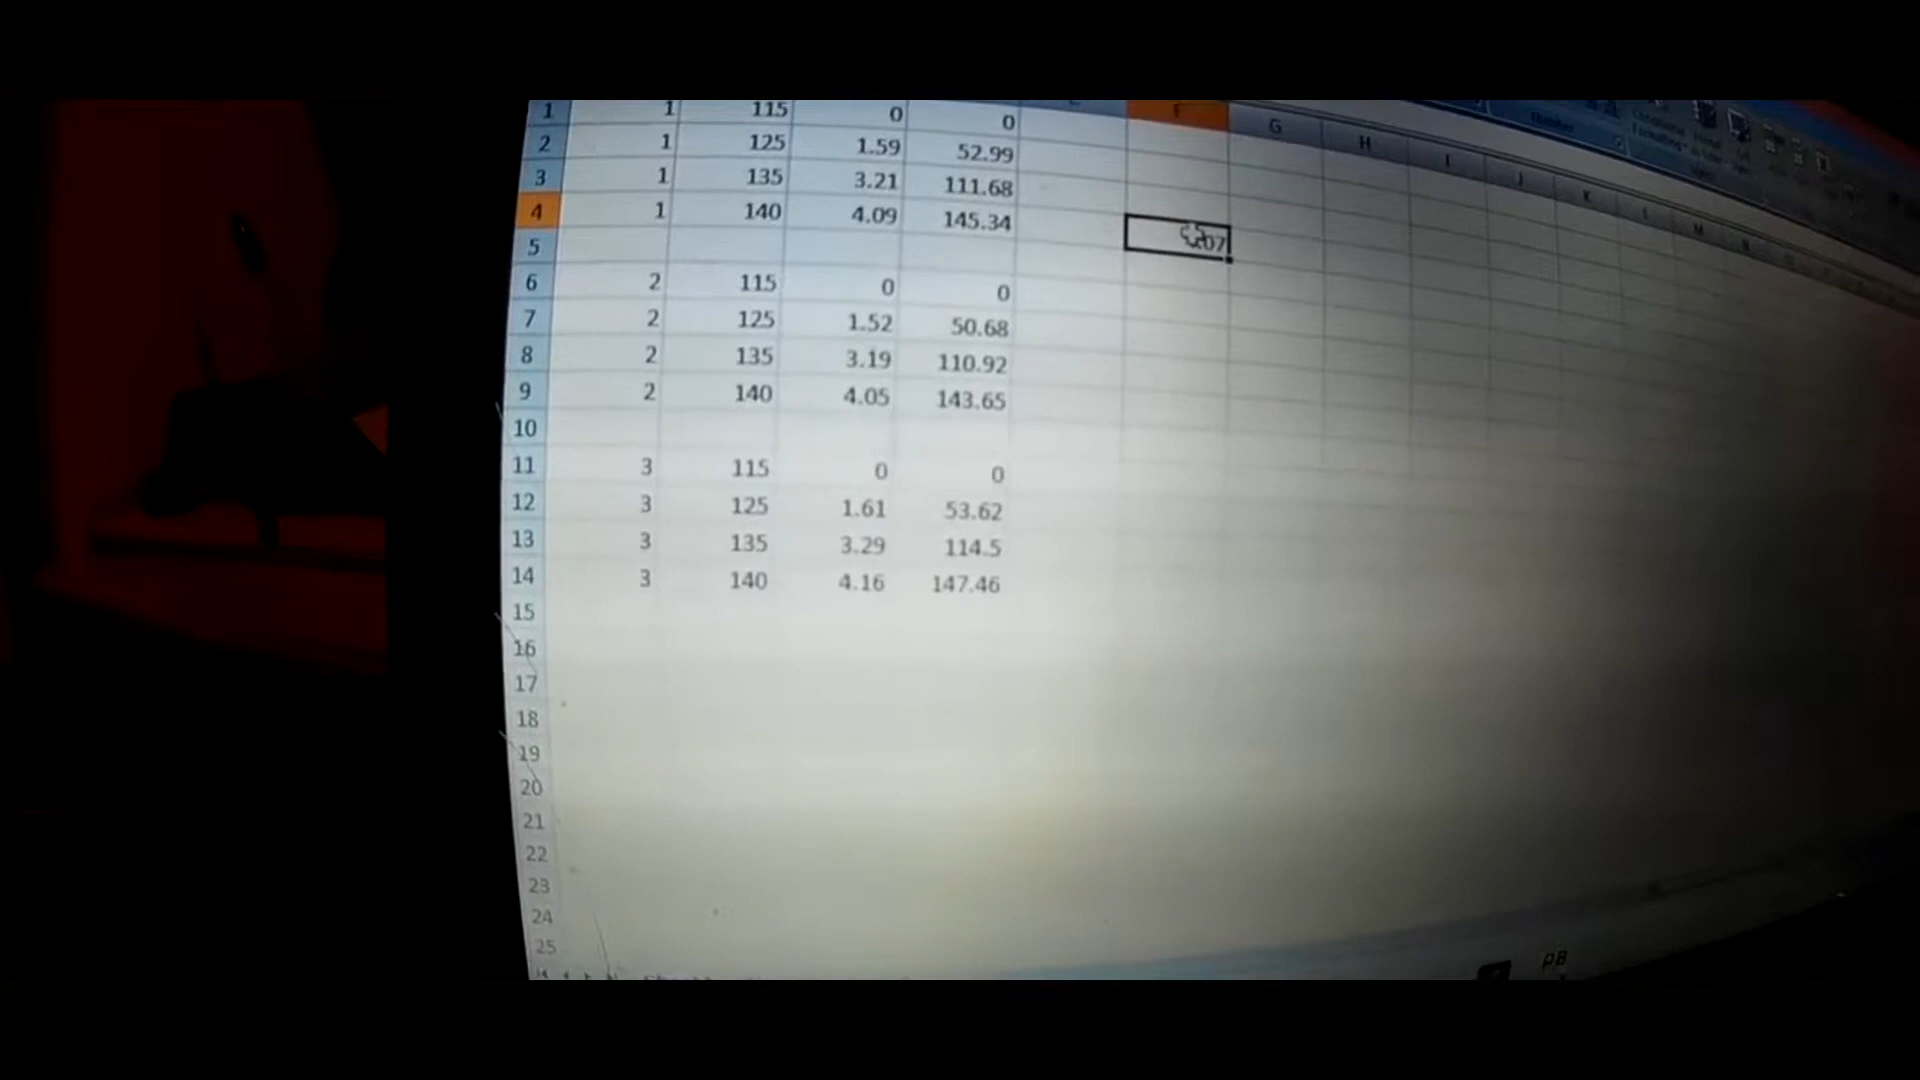 F G H I J K L M N
1 1 115 0 0
2 1 125 1.59 52.99
3 1 135 3.21 111.68
4 1 140 4.09 145.34
5
6 2 115 0 0
7 2 125 1.52 50.68
8 2 135 3.19 110.92
9 2 140 4.05 143.65
10
11 3 115 0 0
12 3 125 1.61 53.62
13 3 135 3.29 114.5
14 3 140 4.16 147.46
15
16
17
18
19
20
21
22
23
24
25